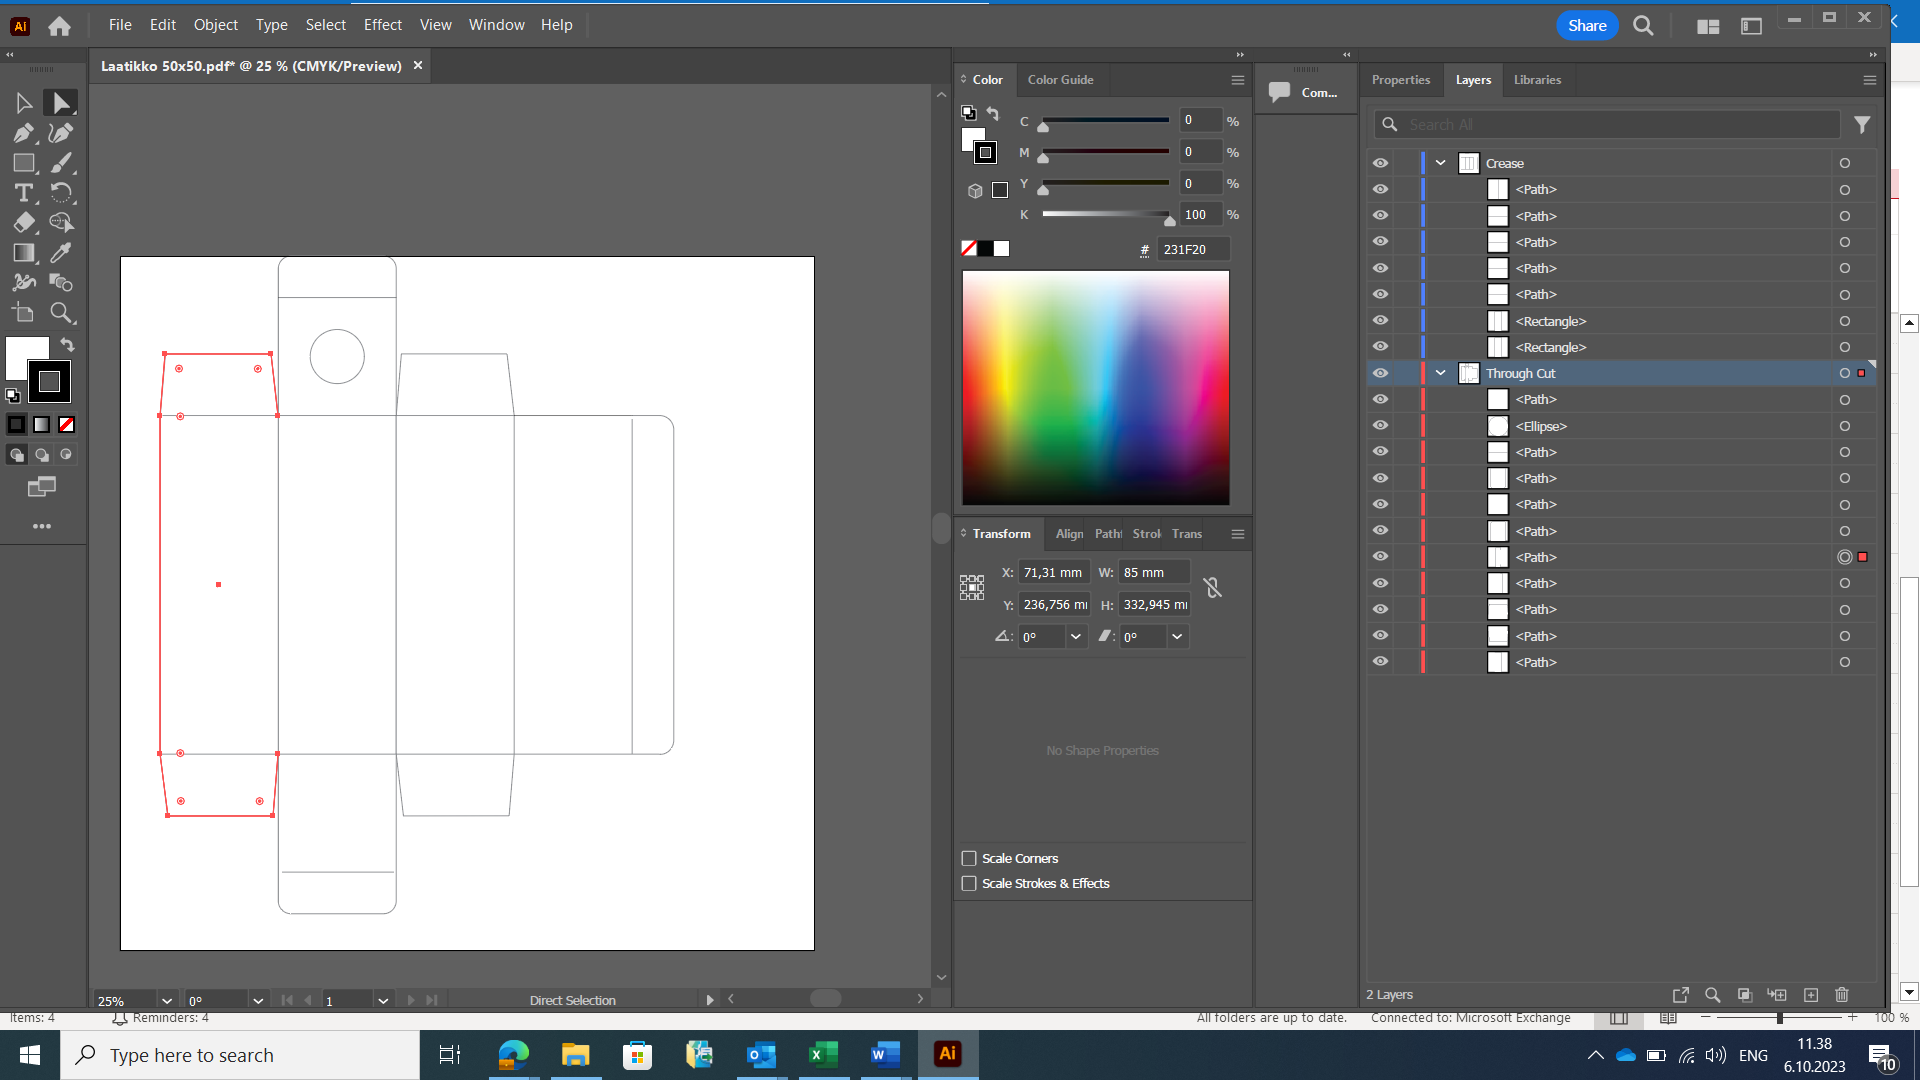 Ai File Edit Object Type Select Effect View Window Help Share
Laatikko 50x50.pdf* @ 25 % (CMYK/Preview) ×
Color Color Guide
C 0 %
M 0 %
Y 0 %
K 100 %
# 231F20
Transform Align Pathf Strok Trans
X: 71,31 mm W: 85 mm
Y: 236,756 m H: 332,945 m
0° 0°
No Shape Properties
Scale Corners
Scale Strokes & Effects
Com...
Properties Layers Libraries
Search All
Crease
<Path>
<Path>
<Path>
<Path>
<Path>
<Rectangle>
<Rectangle>
Through Cut
<Path>
<Ellipse>
<Path>
<Path>
<Path>
<Path>
<Path>
<Path>
<Path>
<Path>
<Path>
2 Layers
25% 0° 1 Direct Selection
Items: 4 Reminders: 4 All folders are up to date. Connected to: Microsoft Exchange 100 %
Type here to search
Ai
ENG
11.38
6.10.2023
10